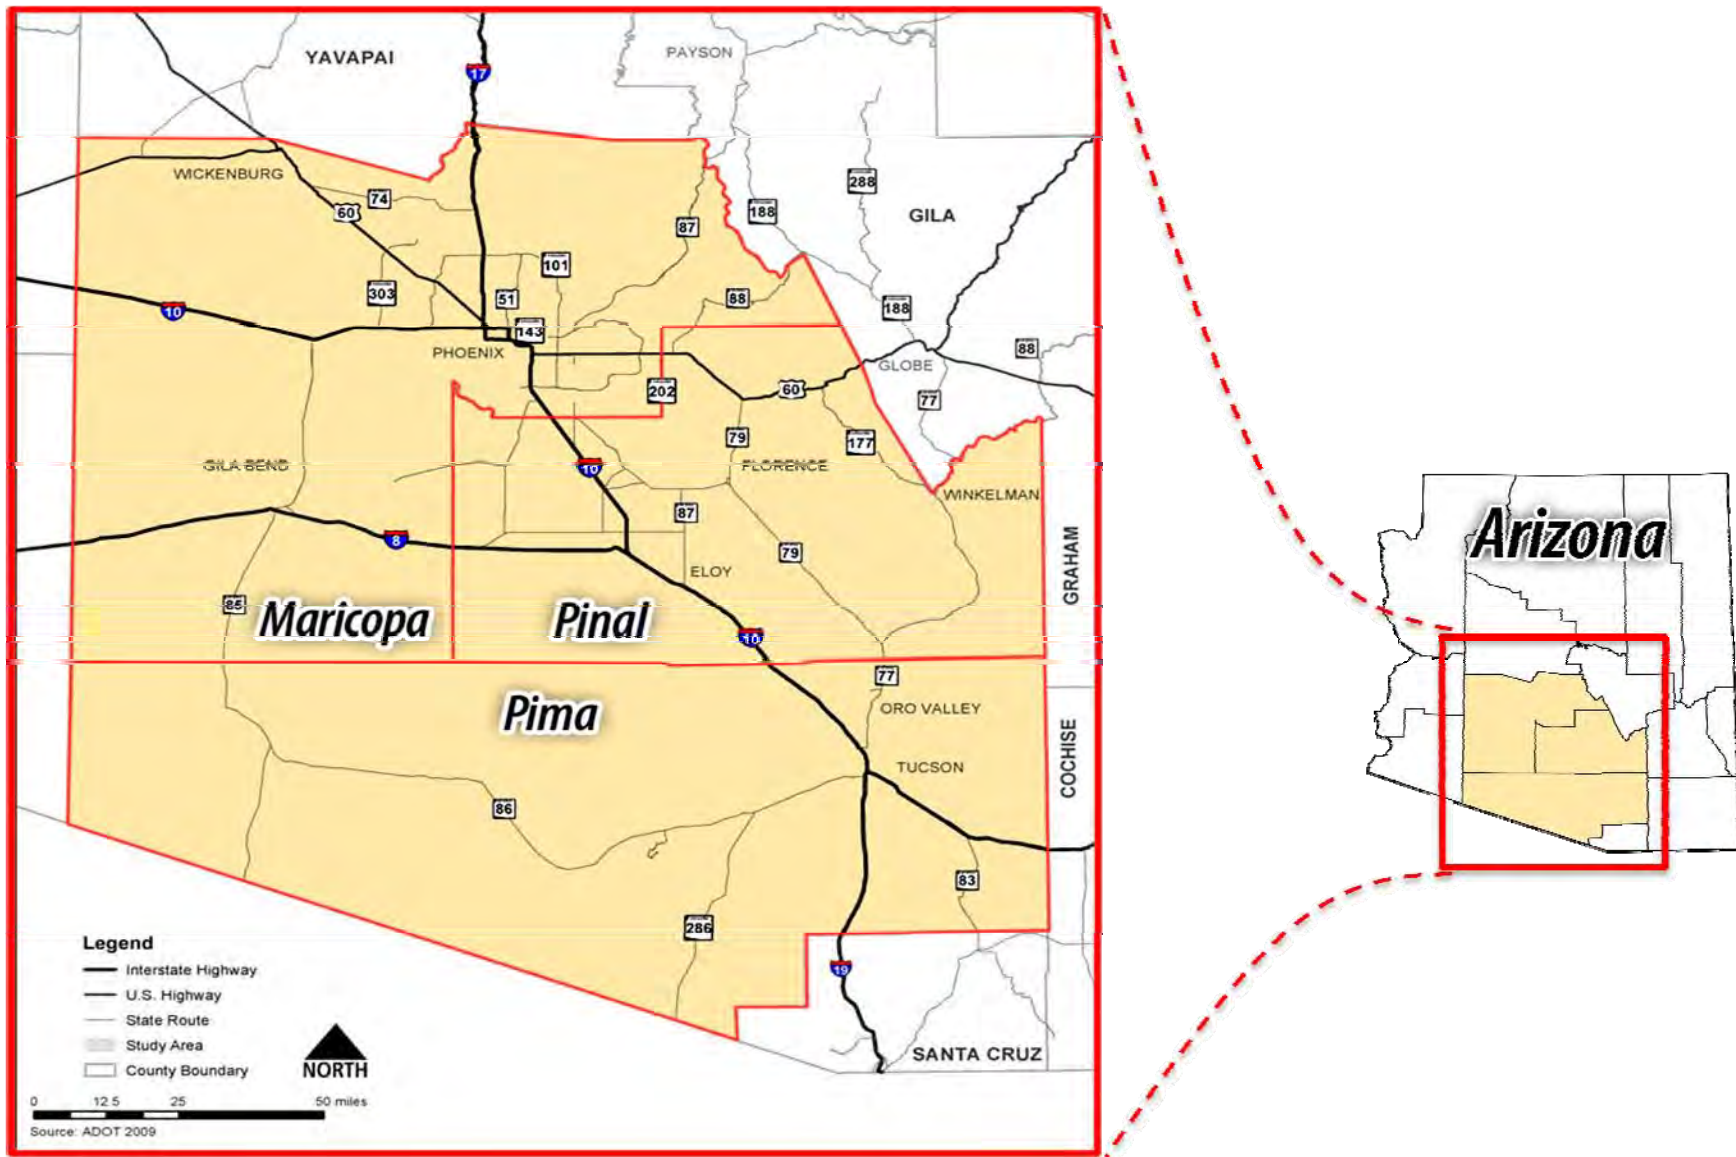 YAVAPAI
PAYSON
17
WICKENBURG
74
60
288
188
GILA
87
101
303
51
88
10
143
188
PHOENIX
88
GLOBE
202
60
77
79
177
GILA BEND
10
FLORENCE
WINKELMAN
87
8
79
GRAHAM
ELOY
85
Maricopa
Pinal
10
77
Pima
ORO VALLEY
COCHISE
TUCSON
86
83
286
19
SANTA CRUZ
Legend
Interstate Highway
U.S. Highway
State Route
Study Area
County Boundary
NORTH
0 12.5 25 50 miles
Source: ADOT 2009
Arizona